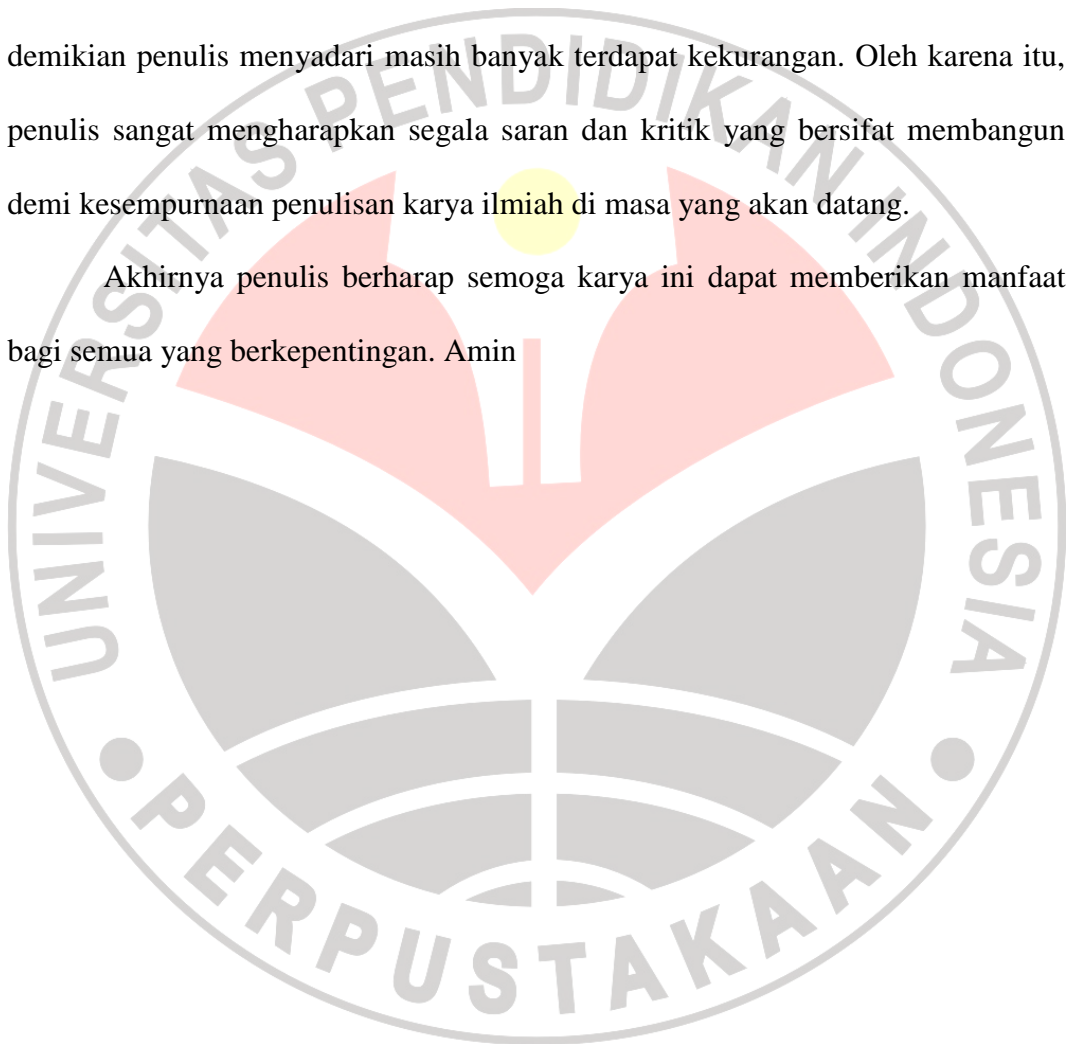 demikian penulis menyadari masih banyak terdapat kekurangan. Oleh karena itu,
penulis sangat mengharapkan segala saran dan kritik yang bersifat membangun
demi kesempurnaan penulisan karya ilmiah di masa yang akan datang.
Akhirnya penulis berharap semoga karya ini dapat memberikan manfaat
bagi semua yang berkepentingan. Amin
UNIVERSITAS PENDIDIKAN INDONESIA
PERPUSTAKAAN